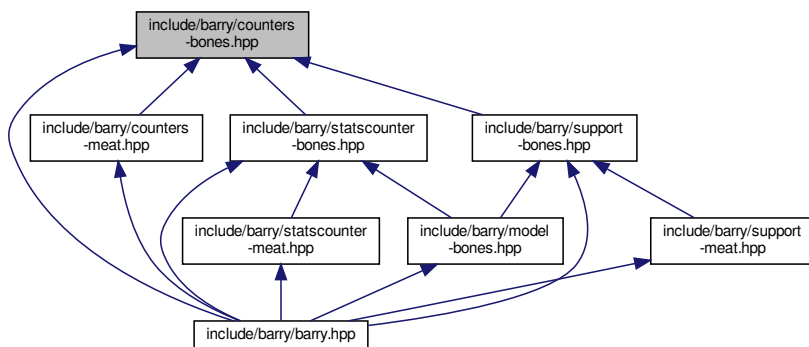 include/barry/counters
-bones.hpp
include/barry/counters
-meat.hpp
include/barry/statscounter
-bones.hpp
include/barry/support
-bones.hpp
include/barry/statscounter
-meat.hpp
include/barry/model
-bones.hpp
include/barry/support
-meat.hpp
include/barry/barry.hpp